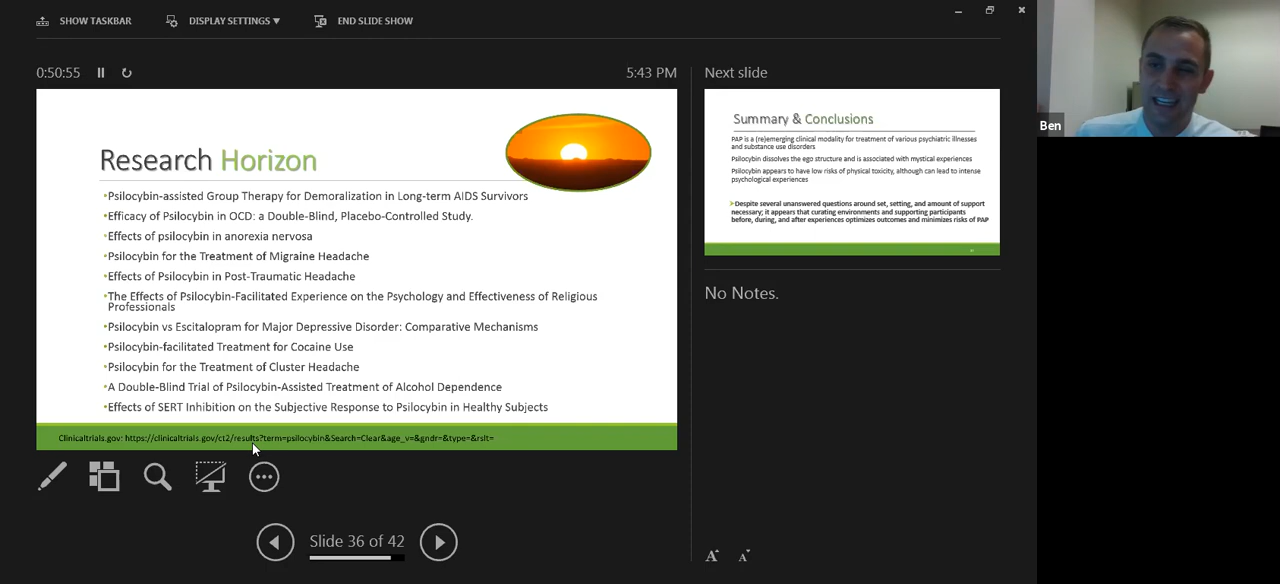 SHOW TASKBAR
DISPLAY SETTINGS ▼
END SLIDE SHOW
0:50:55
5:43 PM
Next slide
Ben
Research Horizon
•Psilocybin-assisted Group Therapy for Demoralization in Long-term AIDS Survivors
•Efficacy of Psilocybin in OCD: a Double-Blind, Placebo-Controlled Study.
•Effects of psilocybin in anorexia nervosa
•Psilocybin for the Treatment of Migraine Headache
•Effects of Psilocybin in Post-Traumatic Headache
•The Effects of Psilocybin-Facilitated Experience on the Psychology and Effectiveness of Religious
Professionals
•Psilocybin vs Escitalopram for Major Depressive Disorder: Comparative Mechanisms
•Psilocybin-facilitated Treatment for Cocaine Use
•Psilocybin for the Treatment of Cluster Headache
•A Double-Blind Trial of Psilocybin-Assisted Treatment of Alcohol Dependence
•Effects of SERT Inhibition on the Subjective Response to Psilocybin in Healthy Subjects
Clinicaltrials.gov: https://clinicaltrials.gov/ct2/results?term=psilocybin&Search=Clear&age_v=&gndr=&type=&rslt=
Summary & Conclusions
PAP is a (re)emerging clinical modality for treatment of various psychiatric illnesses
and substance use disorders
Psilocybin dissolves the ego structure and is associated with mystical experiences
Psilocybin appears to have low risks of physical toxicity, although can lead to intense
psychological experiences
Despite several unanswered questions around set, setting, and amount of support
necessary; it appears that curating environments and supporting participants
before, during, and after experiences optimizes outcomes and minimizes risks of PAP
No Notes.
Slide 36 of 42
A A